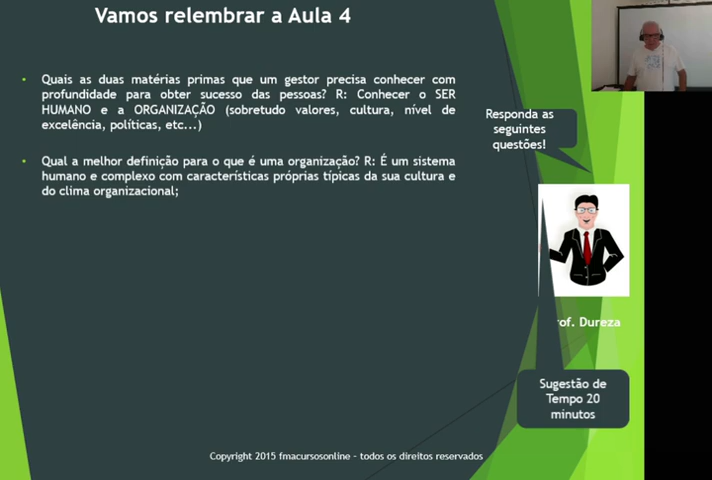 Vamos relembrar a Aula 4
Quais as duas matérias primas que um gestor precisa conhecer com
profundidade para obter sucesso das pessoas? R: Conhecer o SER
HUMANO e a ORGANIZAÇÃO (sobretudo valores, cultura, nível de
excelência, políticas, etc...)
Qual a melhor definição para o que é uma organização? R: É um sistema
humano e complexo com características próprias típicas da sua cultura e
do clima organizacional;
Responda as
seguintes
questões!
of. Dureza
Sugestão de
Tempo 20
minutos
Copyright 2015 fmacursosonline – todos os direitos reservados